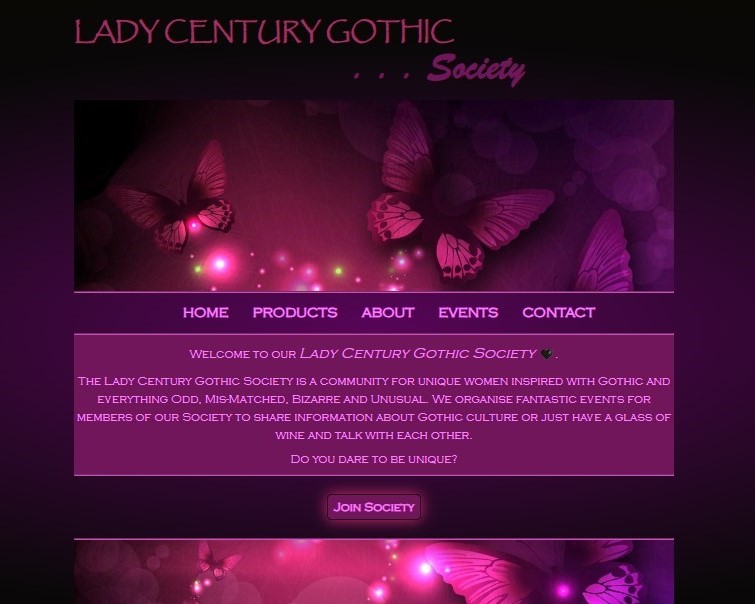 LADY CENTURY GOTHIC
. . . Society
HOME PRODUCTS ABOUT EVENTS CONTACT
Welcome to our Lady Century Gothic Society 🖤 .
The Lady Century Gothic Society is a community for unique women inspired with Gothic and
everything Odd, Mis-Matched, Bizarre and Unusual. We organise fantastic events for
members of our Society to share information about Gothic culture or just have a glass of
wine and talk with each other.
Do you dare to be unique?
Join Society